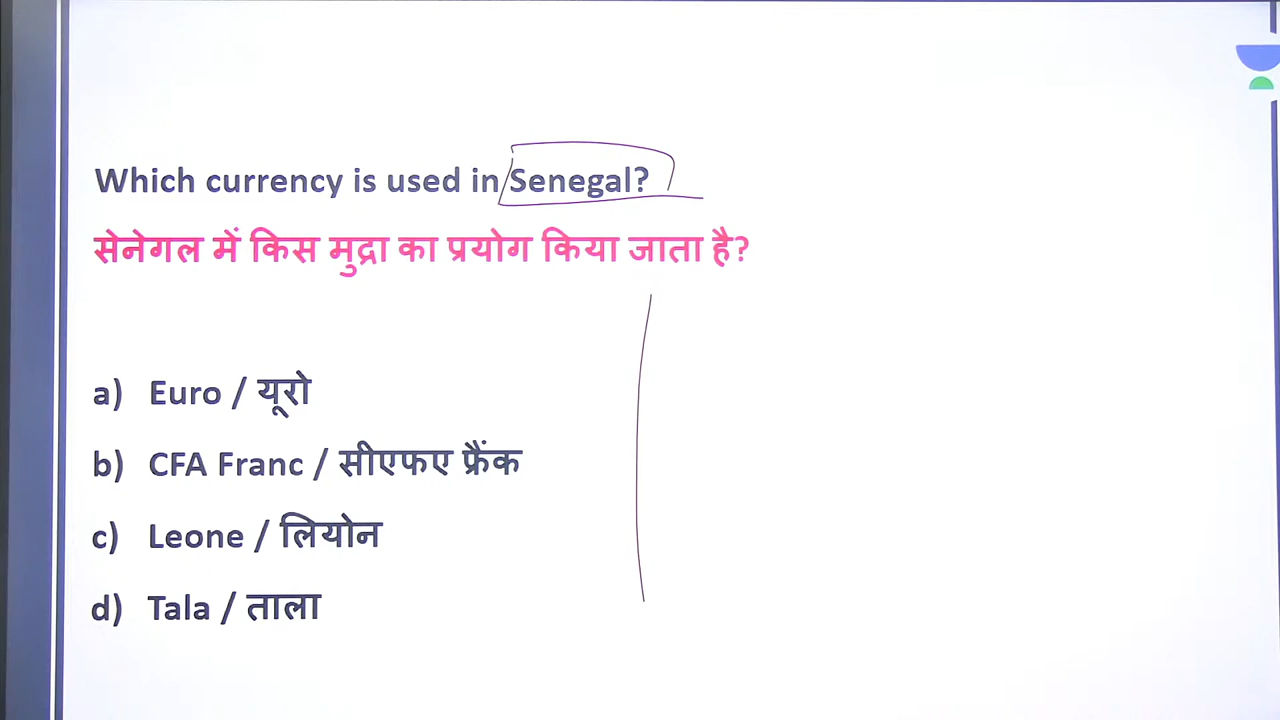 Which currency is used in Senegal?
सेनेगल में किस मुद्रा का प्रयोग किया जाता है?
a) Euro / यूरो
b) CFA Franc / सीएफए फ्रैंक
c) Leone / लियोन
d) Tala / ताला